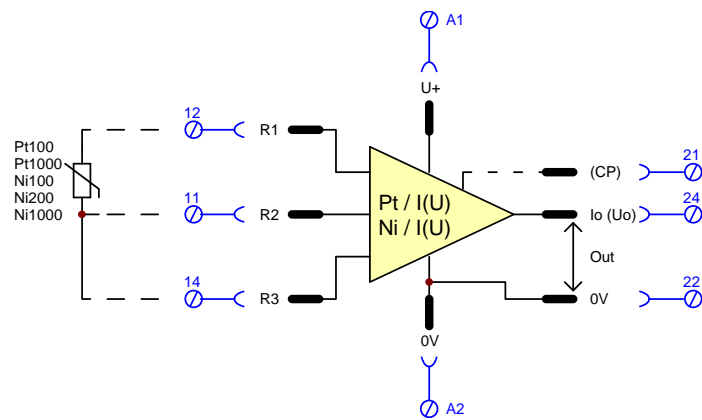 A1
U+
12
R1
Pt100
Pt1000
Ni100
Ni200
Ni1000
11
R2
14
R3
Pt / I(U)
Ni / I(U)
(CP)
21
Io (Uo)
24
Out
0V
22
0V
A2